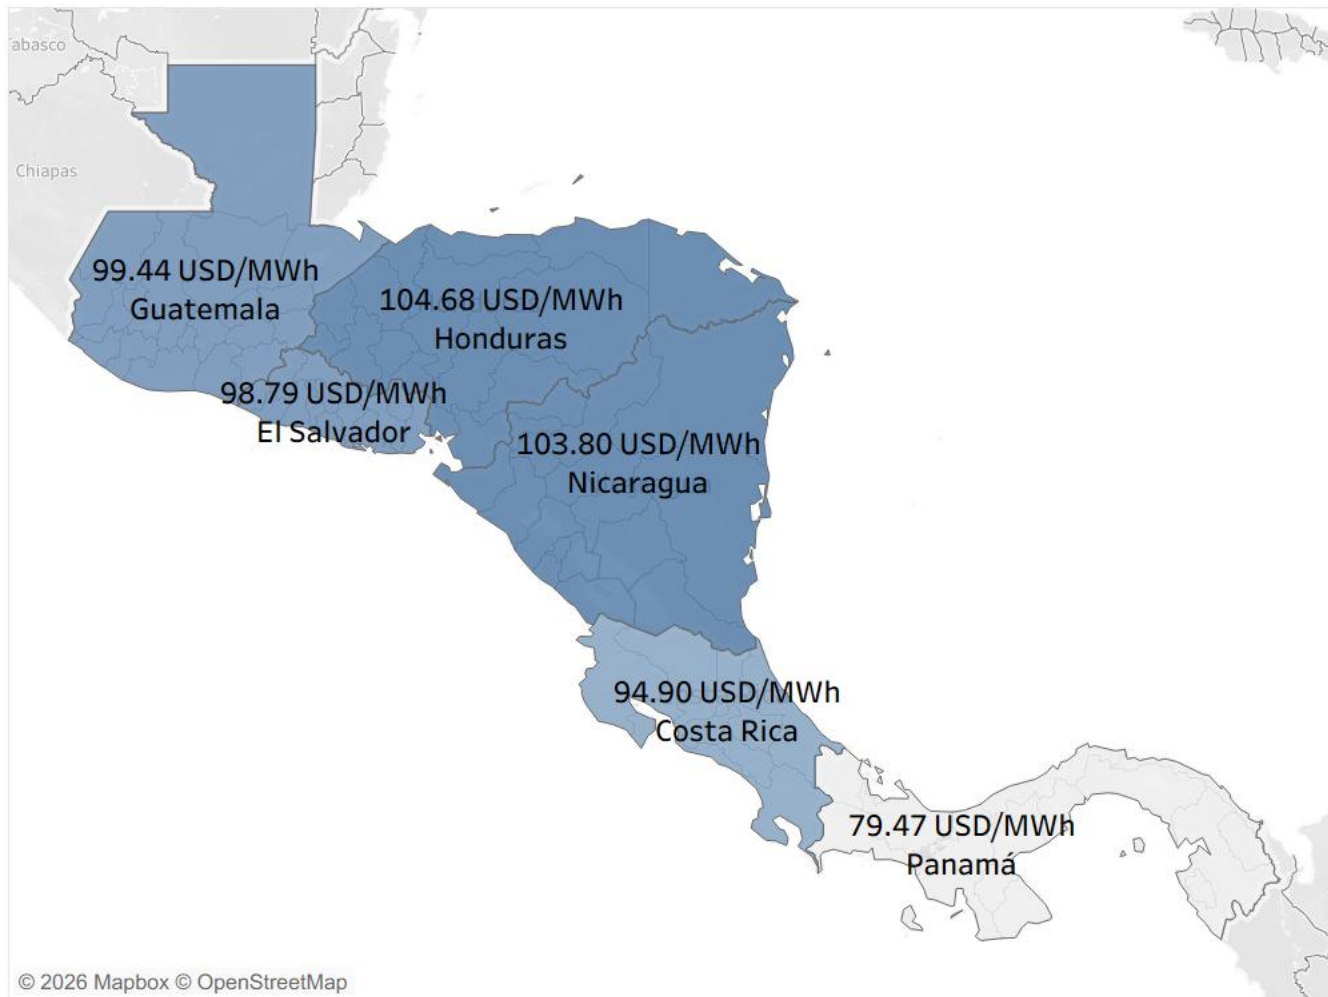 abasco
Chiapas
99.44 USD/MWh
Guatemala
104.68 USD/MWh
Honduras
98.79 USD/MWh
El Salvador
103.80 USD/MWh
Nicaragua
94.90 USD/MWh
Costa Rica
79.47 USD/MWh
Panamá
© 2026 Mapbox © OpenStreetMap